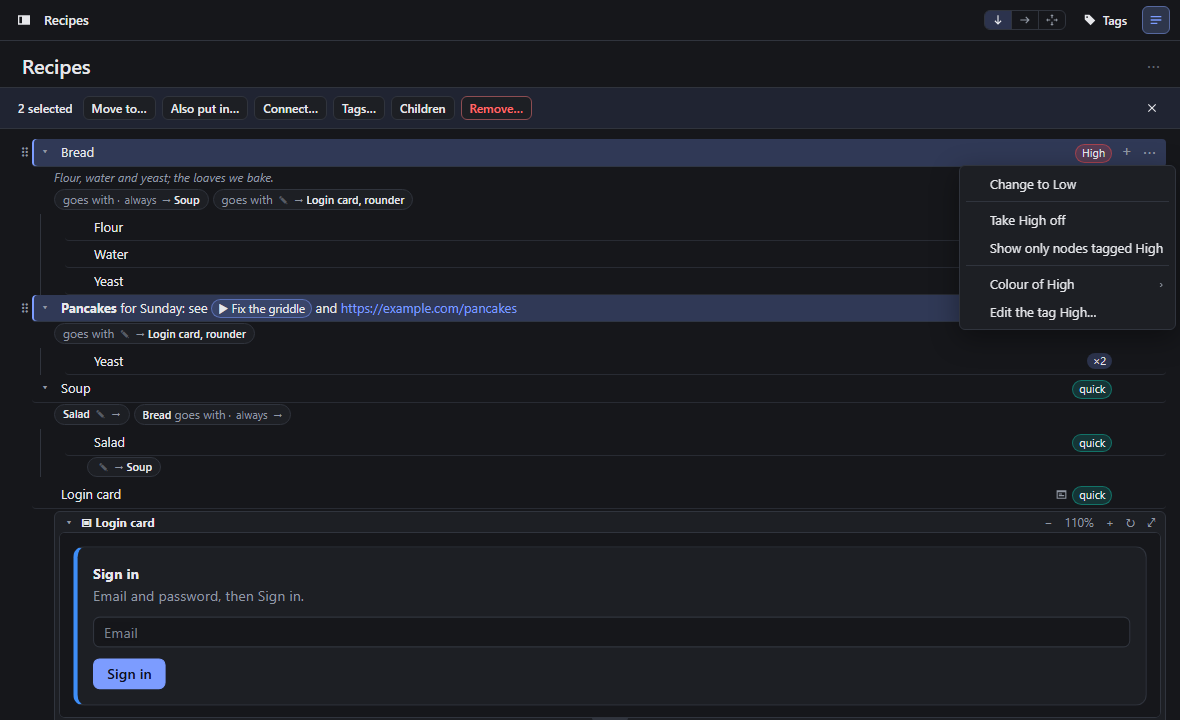 Recipes
Tags
Recipes
2 selected Move to... Also put in... Connect... Tags... Children Remove...
Bread High
Flour, water and yeast; the loaves we bake.
goes with · always → Soup goes with → Login card, rounder
Change to Low
Take High off
Show only nodes tagged High
Colour of High
Edit the tag High...
Flour
Water
Yeast
Pancakes for Sunday: see Fix the griddle and https://example.com/pancakes
goes with → Login card, rounder
Yeast ×2
Soup quick
Salad → Bread goes with · always →
Salad quick
→ Soup
Login card quick
Login card − 110% +
Sign in
Email and password, then Sign in.
Email
Sign in